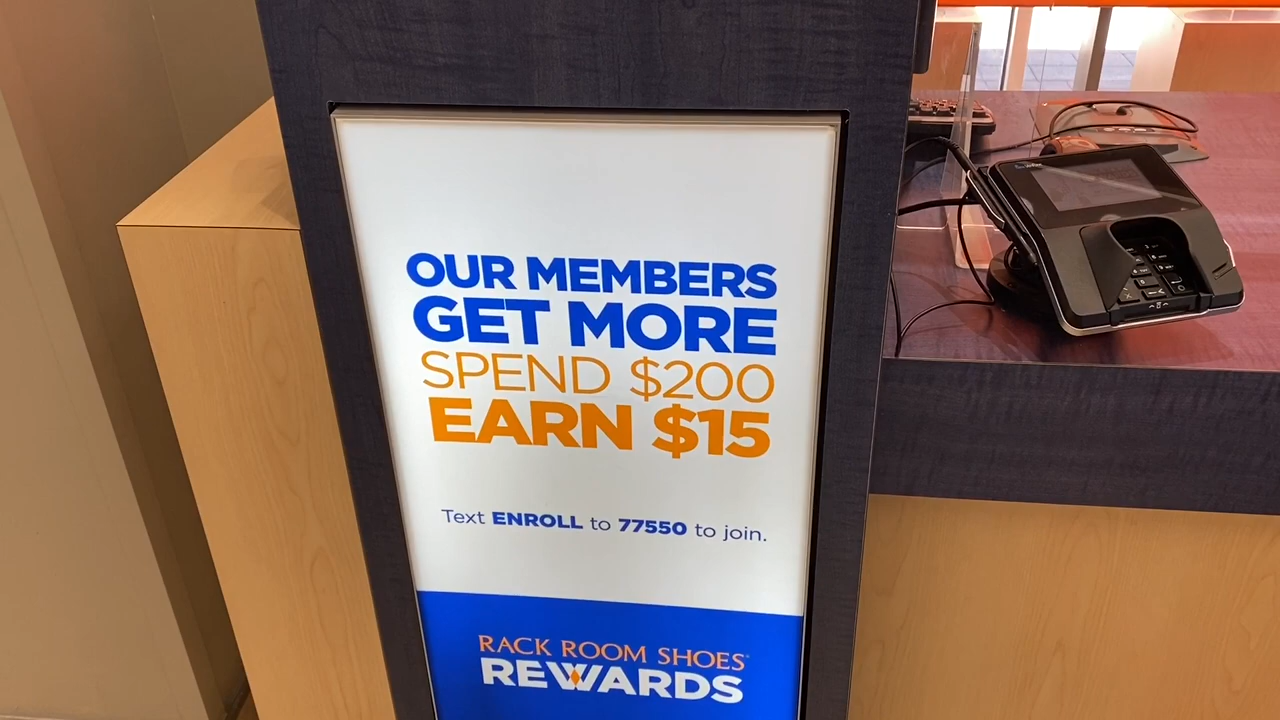 OUR MEMBERS
GET MORE
SPEND $200
EARN $15
Text ENROLL to 77550 to join.
RACK ROOM SHOES
REWARDS